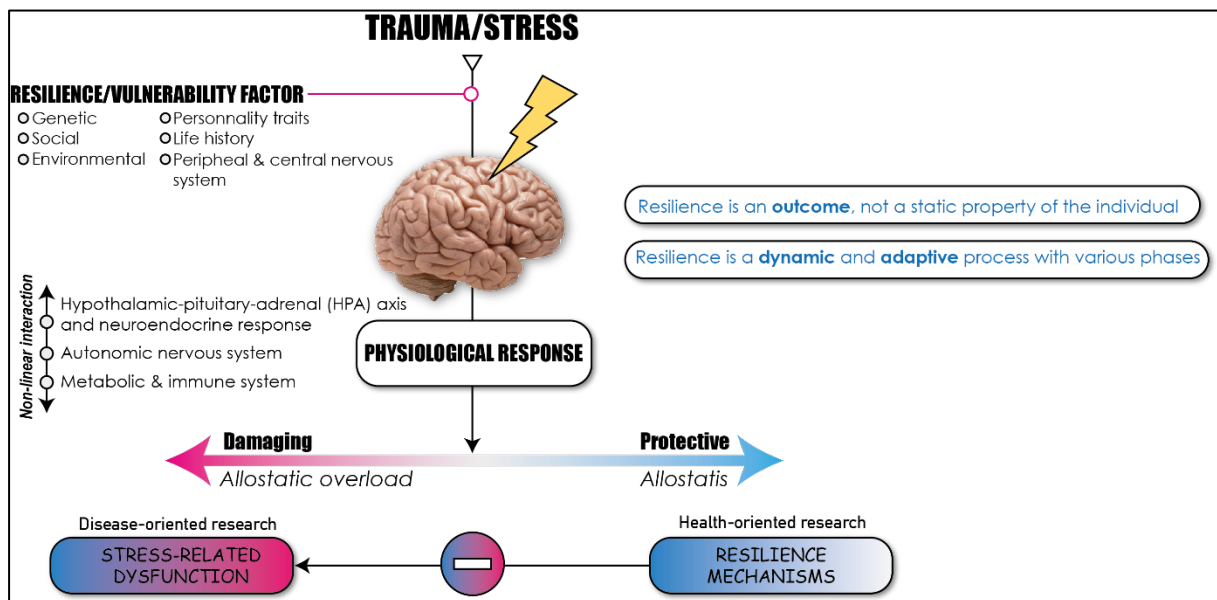 TRAUMA/STRESS
RESILIENCE/VULNERABILITY FACTOR
Genetic
Social
Environmental
Personnality traits
Life history
Peripheal & central nervous
system
Resilience is an outcome, not a static property of the individual
Resilience is a dynamic and adaptive process with various phases
Non-linear interaction
Hypothalamic-pituitary-adrenal (HPA) axis
and neuroendocrine response
Autonomic nervous system
Metabolic & immune system
PHYSIOLOGICAL RESPONSE
Damaging
Protective
Allostatic overload
Allostatis
Disease-oriented research
Health-oriented research
STRESS-RELATED
DYSFUNCTION
RESILIENCE
MECHANISMS